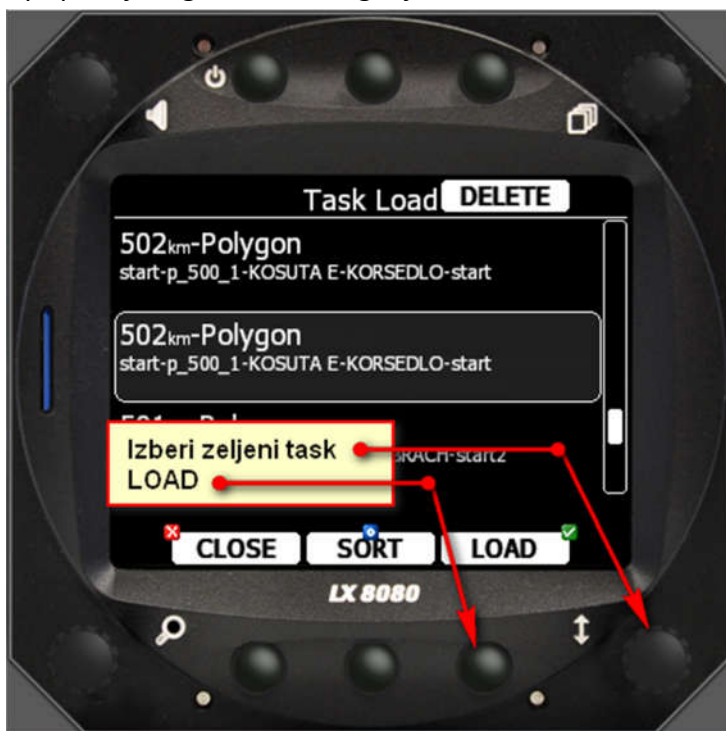 Task Load DELETE
502km-Polygon
start-p_500_1-KOSUTA E-KORSEDLO-start
502km-Polygon
start-p_500_1-KOSUTA E-KORSEDLO-start
Izberi zeljeni task
LOAD
-start2
CLOSE SORT LOAD
LX 8080